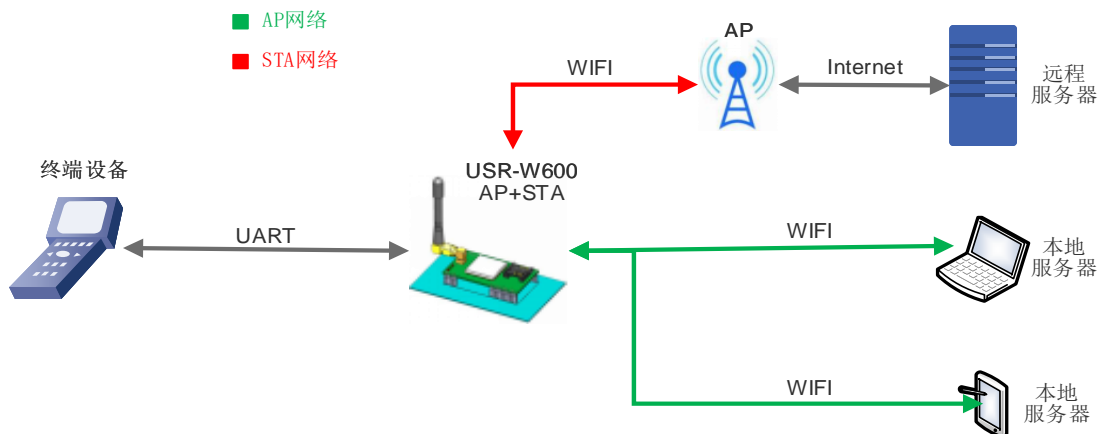 AP网络
STA网络
AP
WIFI
Internet
远程
服务器
终端设备
USR-W600
AP+STA
UART
WIFI
本地
服务器
WIFI
本地
服务器